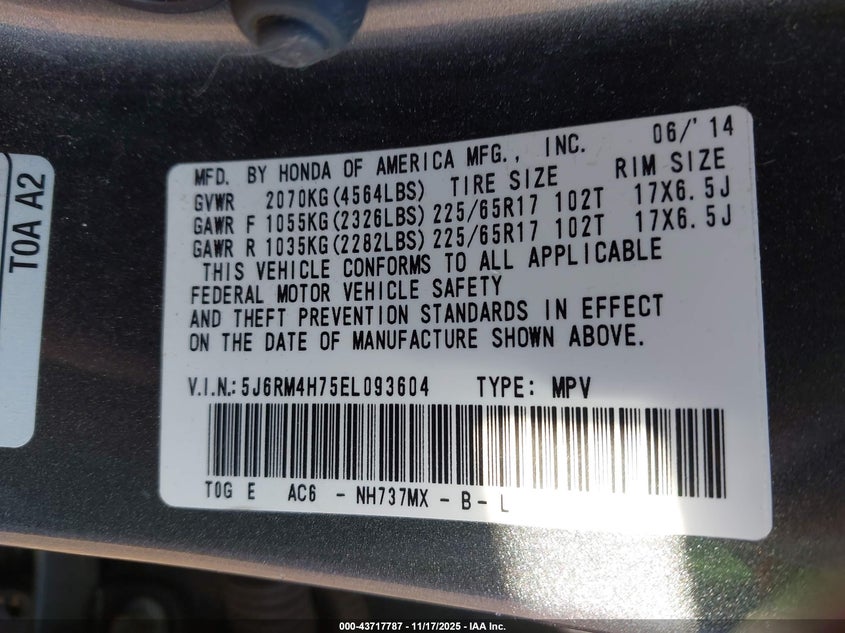 T0A A2
06/'14
MFD. BY HONDA OF AMERICA MFG., INC.
GVWR 2070KG(4564LBS) TIRE SIZE RIM SIZE
GAWR F 1055KG(2326LBS) 225/65R17 102T 17X6.5J
GAWR R 1035KG(2282LBS) 225/65R17 102T 17X6.5J
THIS VEHICLE CONFORMS TO ALL APPLICABLE
FEDERAL MOTOR VEHICLE SAFETY
AND THEFT PREVENTION STANDARDS IN EFFECT
ON THE DATE OF MANUFACTURE SHOWN ABOVE.
V.I.N.: 5J6RM4H75EL093604 TYPE: MPV
T0G E AC6 - NH737MX - B - L
000-43717787 - 11/17/2025 - IAA Inc.